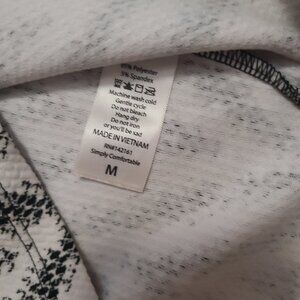 95% Polyester
5% Spandex
Machine wash cold
Gentle cycle
Do not bleach
Hang dry
Do not iron
or you'll be sad
MADE IN VIETNAM
RN#142161
Simply Comfortable
M